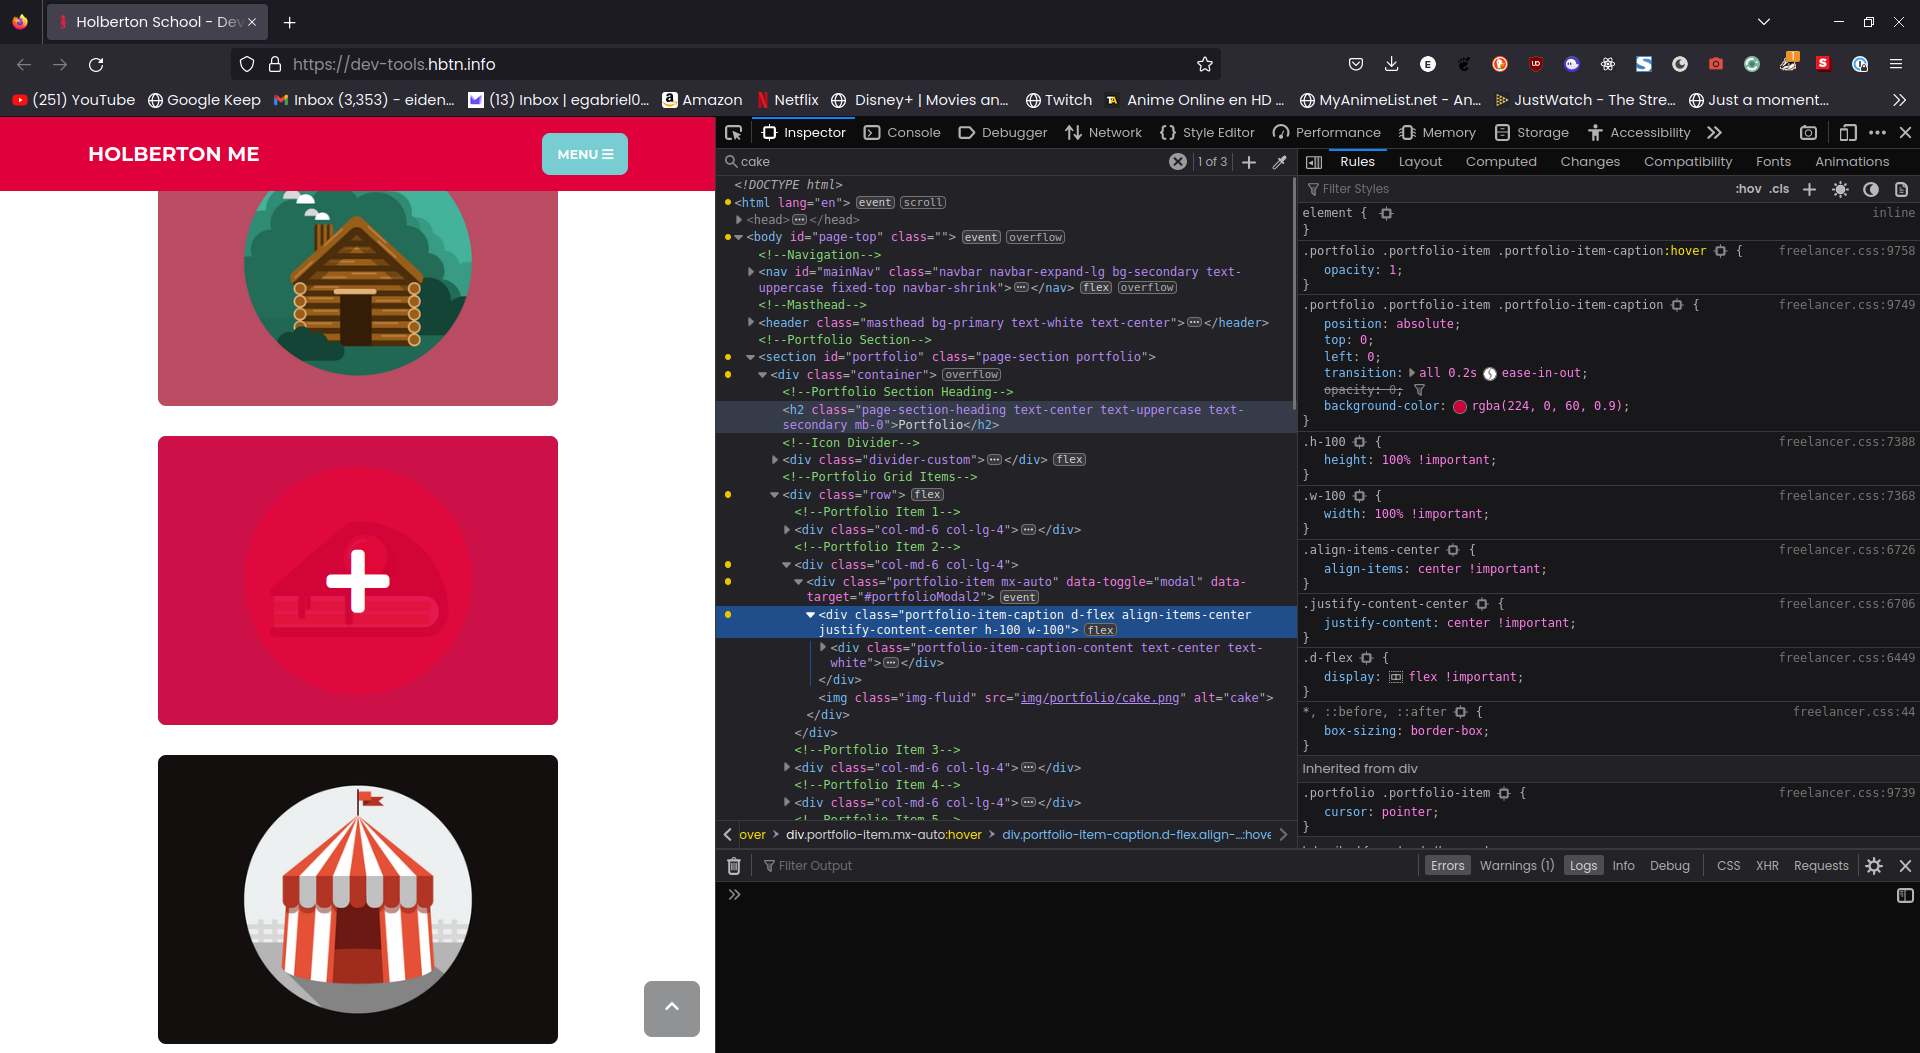 Holberton School - Dev
https://dev-tools.hbtn.info
(251) YouTube
Google Keep
Inbox (3,353) - eiden...
(13) Inbox | egabriel0...
Amazon
Netflix
Disney+ | Movies an...
Twitch
Anime Online en HD ...
MyAnimeList.net - An...
JustWatch - The Stre...
Just a moment...
HOLBERTON ME
MENU
Inspector
Console
Debugger
Network
Style Editor
Performance
Memory
Storage
Accessibility
cake
1 of 3
<!DOCTYPE html>
<html lang="en"> event scroll
<head></head>
<body id="page-top" class=""> event overflow
<!--Navigation-->
<nav id="mainNav" class="navbar navbar-expand-lg bg-secondary text-
uppercase fixed-top navbar-shrink"></nav> flex overflow
<!--Masthead-->
<header class="masthead bg-primary text-white text-center"></header>
<!--Portfolio Section-->
<section id="portfolio" class="page-section portfolio">
<div class="container"> overflow
<!--Portfolio Section Heading-->
<h2 class="page-section-heading text-center text-uppercase text-
secondary mb-0">Portfolio</h2>
<!--Icon Divider-->
<div class="divider-custom"></div> flex
<!--Portfolio Grid Items-->
<div class="row"> flex
<!--Portfolio Item 1-->
<div class="col-md-6 col-lg-4"></div>
<!--Portfolio Item 2-->
<div class="col-md-6 col-lg-4">
<div class="portfolio-item mx-auto" data-toggle="modal" data-
target="#portfolioModal2"> event
<div class="portfolio-item-caption d-flex align-items-center
justify-content-center h-100 w-100"> flex
<div class="portfolio-item-caption-content text-center text-
white"></div>
</div>
<img class="img-fluid" src="img/portfolio/cake.png" alt="cake">
</div>
</div>
<!--Portfolio Item 3-->
<div class="col-md-6 col-lg-4"></div>
<!--Portfolio Item 4-->
<div class="col-md-6 col-lg-4"></div>
<!--Portfolio Item 5-->
over > div.portfolio-item.mx-auto:hover > div.portfolio-item-caption.d-flex.align-...:hove
Rules
Layout
Computed
Changes
Compatibility
Fonts
Animations
Filter Styles
:hov .cls
element { inline
}
.portfolio .portfolio-item .portfolio-item-caption:hover { freelancer.css:9758
opacity: 1;
}
.portfolio .portfolio-item .portfolio-item-caption { freelancer.css:9749
position: absolute;
top: 0;
left: 0;
transition: all 0.2s ease-in-out;
opacity: 0;
background-color: rgba(224, 0, 60, 0.9);
}
.h-100 { freelancer.css:7388
height: 100% !important;
}
.w-100 { freelancer.css:7368
width: 100% !important;
}
.align-items-center { freelancer.css:6726
align-items: center !important;
}
.justify-content-center { freelancer.css:6706
justify-content: center !important;
}
.d-flex { freelancer.css:6449
display: flex !important;
}
*, ::before, ::after { freelancer.css:44
box-sizing: border-box;
}
Inherited from div
.portfolio .portfolio-item { freelancer.css:9739
cursor: pointer;
}
Filter Output
Errors
Warnings (1)
Logs
Info
Debug
CSS
XHR
Requests